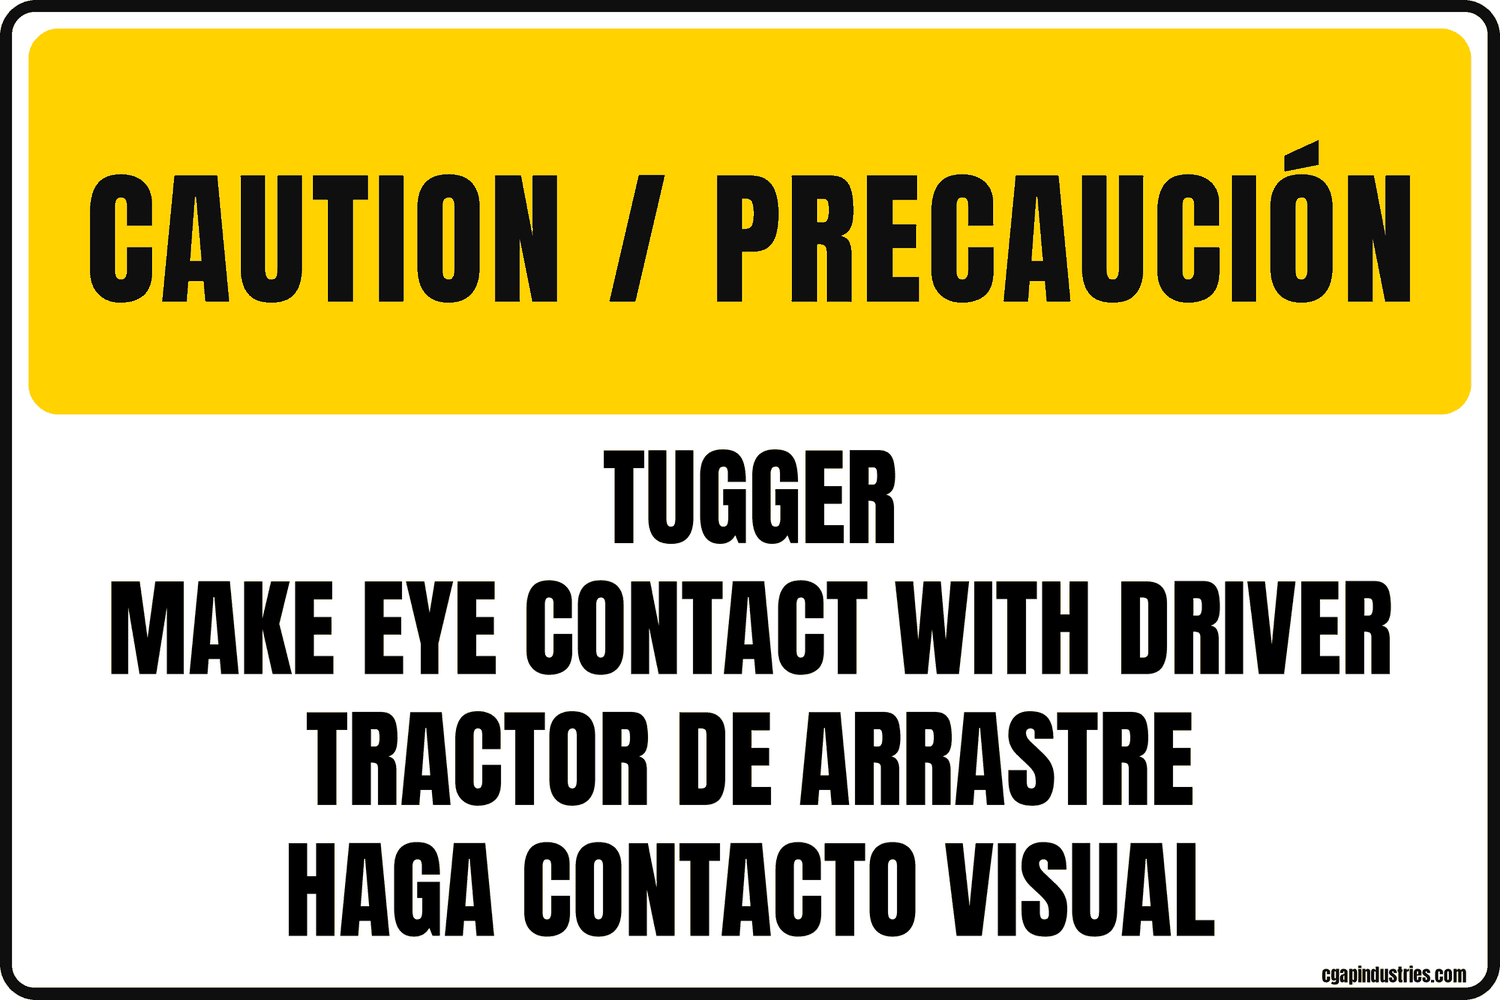 CAUTION / PRECAUCIÓN
TUGGER
MAKE EYE CONTACT WITH DRIVER
TRACTOR DE ARRASTRE
HAGA CONTACTO VISUAL
cgapindustries.com